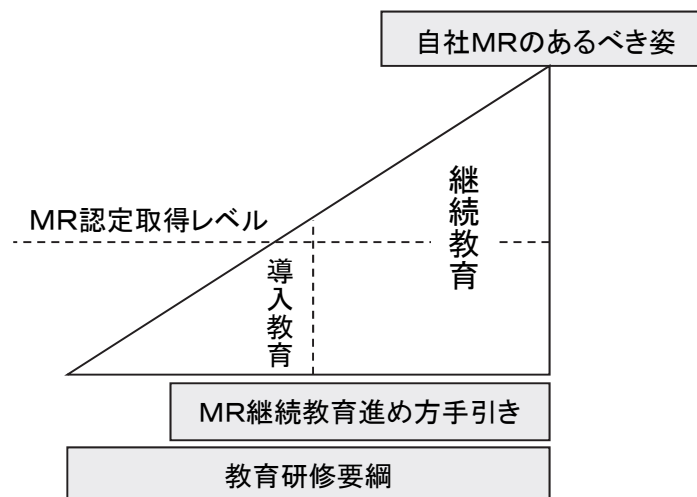 自社ＭＲのあるべき姿
ＭＲ認定取得レベル
継続教育
導入教育
ＭＲ継続教育進め方手引き
教育研修要綱